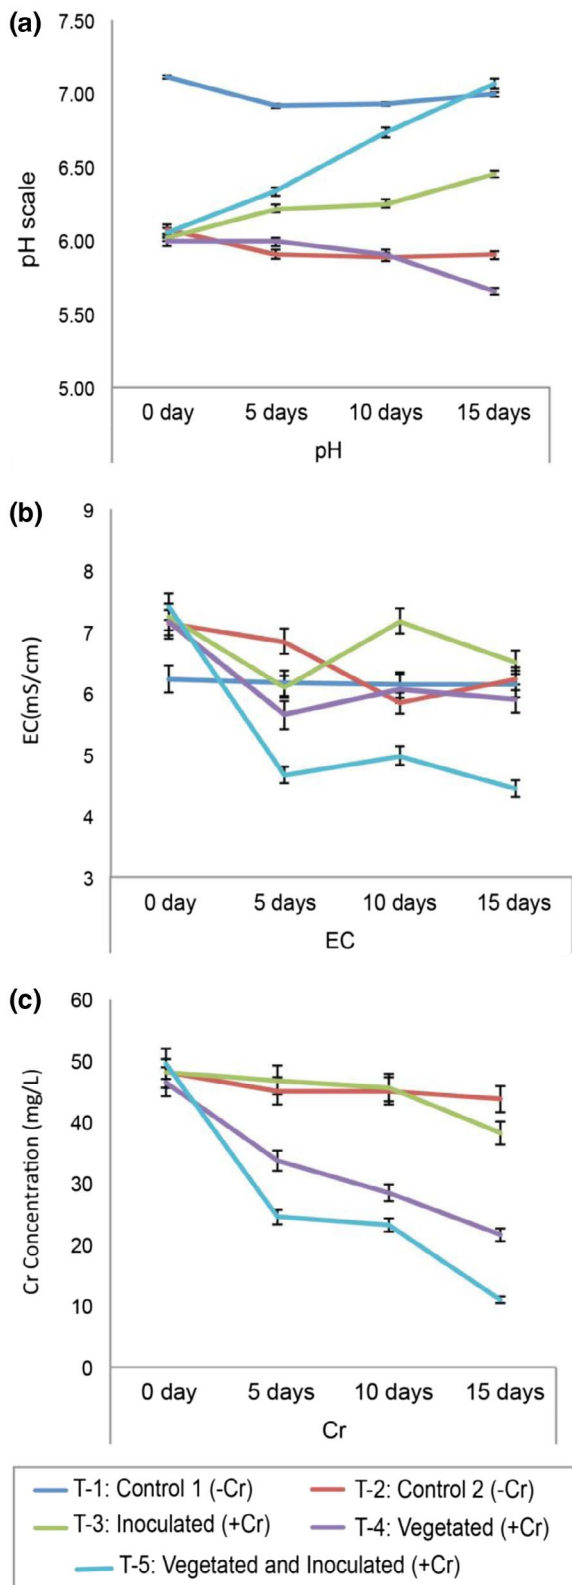 (a)
7.50
7.00
6.50
6.00
5.50
5.00
pH scale
0 day 5 days 10 days 15 days
pH
(b)
9
8
7
6
5
4
3
EC(mS/cm)
0 day 5 days 10 days 15 days
EC
(c)
60
50
40
30
20
10
0
Cr Concentration (mg/L)
0 day 5 days 10 days 15 days
Cr
T-1: Control 1 (-Cr) T-2: Control 2 (-Cr)
T-3: Inoculated (+Cr) T-4: Vegetated (+Cr)
T-5: Vegetated and Inoculated (+Cr)